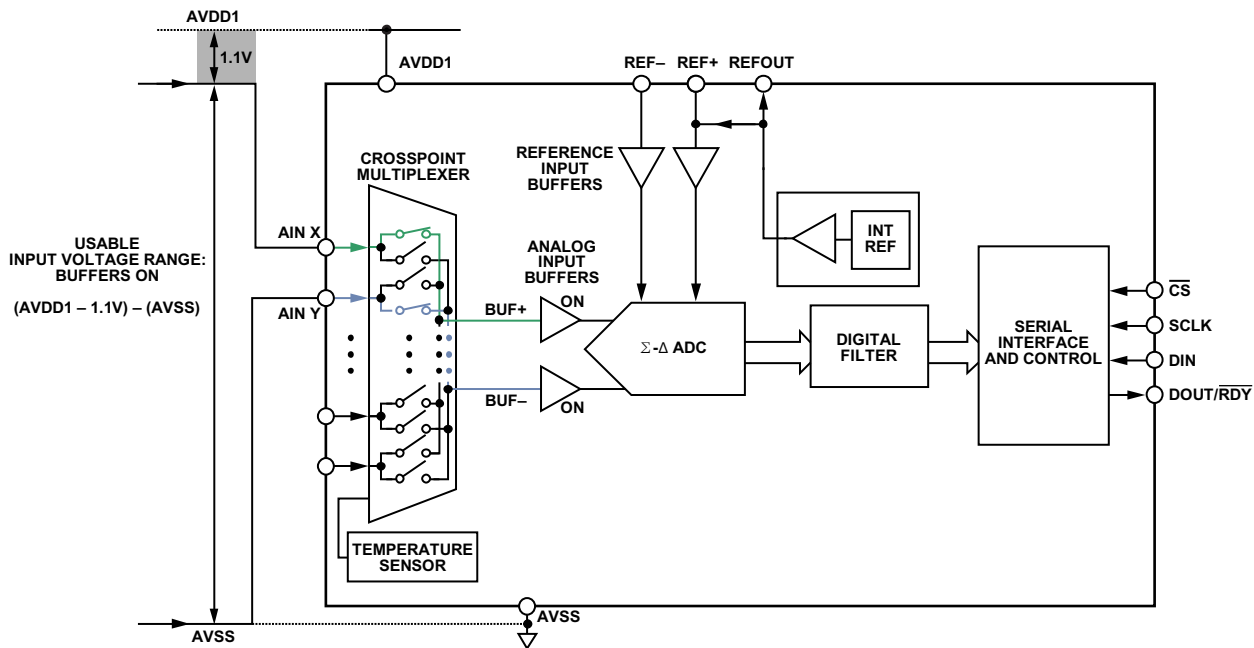 AVDD1
1.1V
AVDD1
REF–
REF+
REFOUT
CROSSPOINT
MULTIPLEXER
REFERENCE
INPUT
BUFFERS
INT
REF
USABLE
INPUT VOLTAGE RANGE:
BUFFERS ON
(AVDD1 – 1.1V) – (AVSS)
AIN X
AIN Y
ANALOG
INPUT
BUFFERS
BUF+
ON
BUF–
ON
Σ-Δ ADC
DIGITAL
FILTER
SERIAL
INTERFACE
AND CONTROL
C̅S̅
SCLK
DIN
DOUT/R̅D̅Y̅
TEMPERATURE
SENSOR
AVSS
AVSS